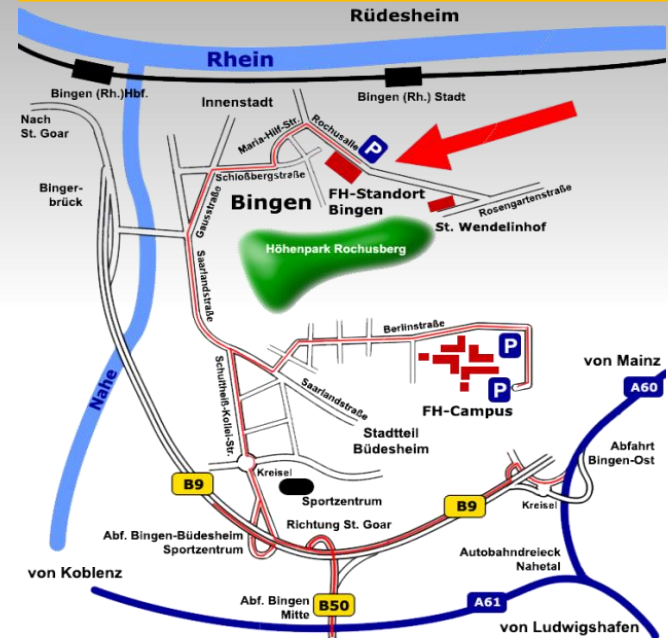 Rüdesheim
Rhein
Bingen (Rh.)Hbf.
Innenstadt
Bingen (Rh.) Stadt
Nach
St. Goar
Maria-Hilf-Str.
Rochusalle
P
Schloßbergstraße
Binger-
brück
Bingen
FH-Standort
Bingen
Rosengartenstraße
St. Wendelinhof
Gausstraße
Höhenpark Rochusberg
Saarlandstraße
Berlinstraße
P
von Mainz
Nahe
Schultheiß-Kollei-Str.
Saarlandstraße
P
A60
FH-Campus
Stadtteil
Büdesheim
Abfahrt
Bingen-Ost
Kreisel
B9
Sportzentrum
B9
Kreisel
Richtung St. Goar
Abf. Bingen-Büdesheim
Sportzentrum
Autobahndreieck
Nahetal
von Koblenz
Abf. Bingen
Mitte
B50
A61
von Ludwigshafen